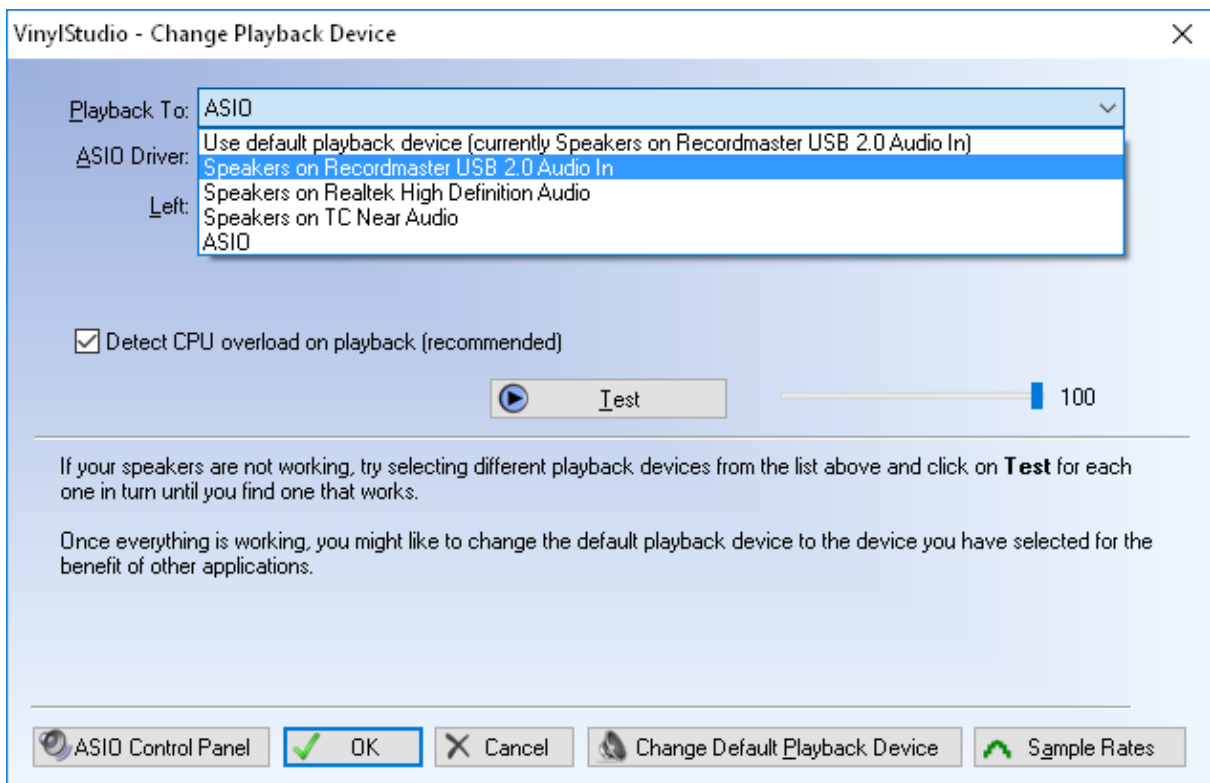 VinylStudio - Change Playback Device
Playback To: ASIO
Use default playback device (currently Speakers on Recordmaster USB 2.0 Audio In)
ASIO Driver:
Speakers on Recordmaster USB 2.0 Audio In
Left: Speakers on Realtek High Definition Audio
Speakers on TC Near Audio
ASIO
Detect CPU overload on playback (recommended)
Test 100
If your speakers are not working, try selecting different playback devices from the list above and click on Test for each
one in turn until you find one that works.
Once everything is working, you might like to change the default playback device to the device you have selected for the
benefit of other applications.
ASIO Control Panel OK Cancel Change Default Playback Device Sample Rates